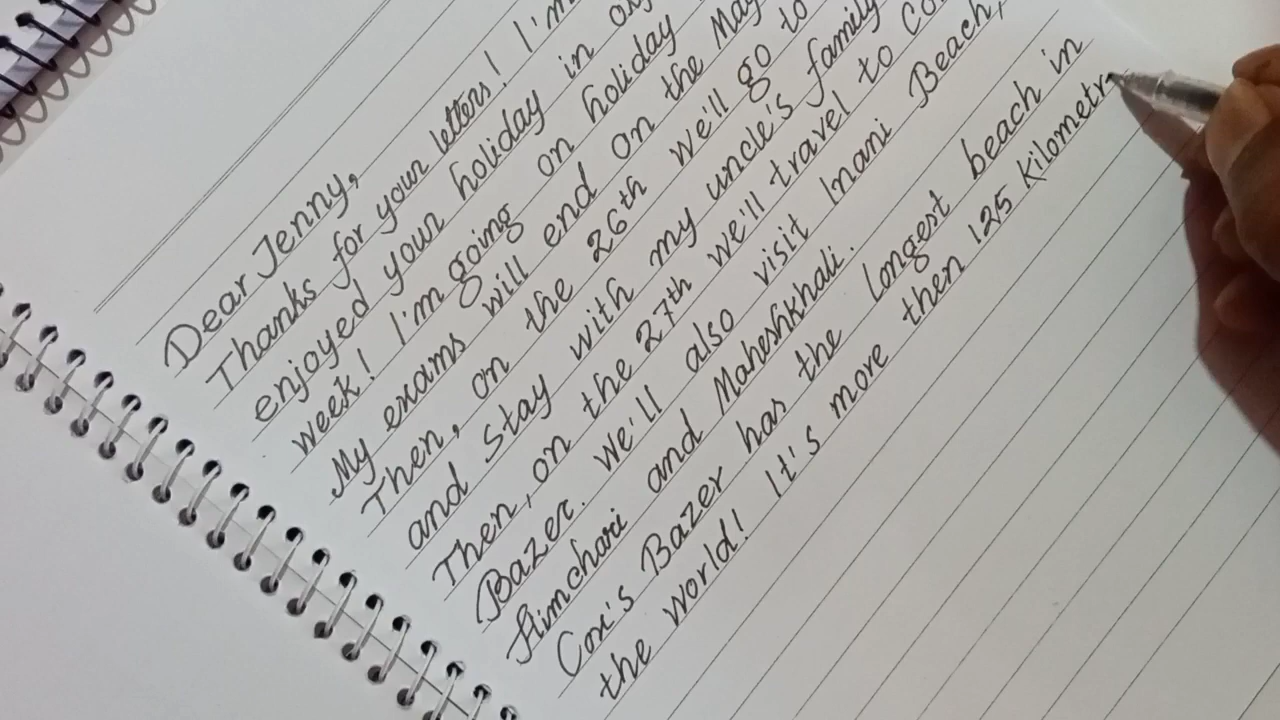 Dear Jenny,
Thanks for your letters! I'm
enjoyed your holiday in
week! I'm going on holiday
My exams will end on the May
Then, on the 26th we'll go to
and stay with my uncle's family
Then, on the 27th we'll travel to
Bazer. we'll also visit Inani Beach,
Himchari and Maheshkhali.
Cox's Bazer has the longest beach in
the world! It's more then 125 kilometr